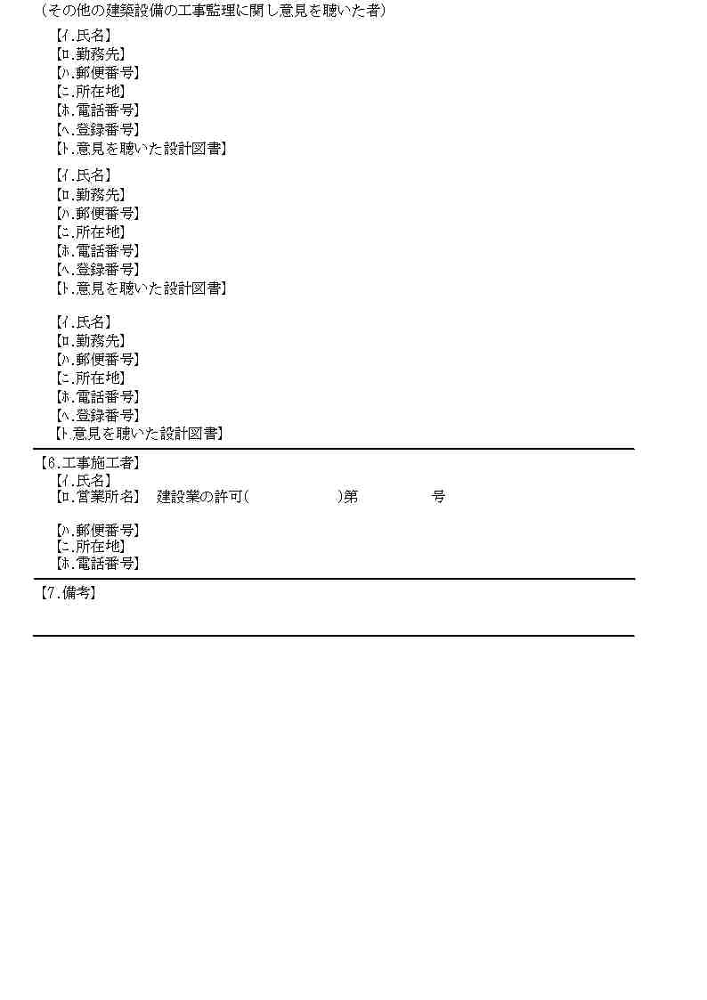 （その他の建築設備の工事監理に関し意見を聴いた者）
【ｲ.氏名】
【ﾛ.勤務先】
【ﾊ.郵便番号】
【ﾆ.所在地】
【ﾎ.電話番号】
【ﾍ.登録番号】
【ﾄ.意見を聴いた設計図書】
【ｲ.氏名】
【ﾛ.勤務先】
【ﾊ.郵便番号】
【ﾆ.所在地】
【ﾎ.電話番号】
【ﾍ.登録番号】
【ﾄ.意見を聴いた設計図書】
【ｲ.氏名】
【ﾛ.勤務先】
【ﾊ.郵便番号】
【ﾆ.所在地】
【ﾎ.電話番号】
【ﾍ.登録番号】
【ﾄ.意見を聴いた設計図書】
【6.工事施工者】
【ｲ.氏名】
【ﾛ.営業所名】 建設業の許可(　　　　　　)第　　　　　号
【ﾊ.郵便番号】
【ﾆ.所在地】
【ﾎ.電話番号】
【7.備考】